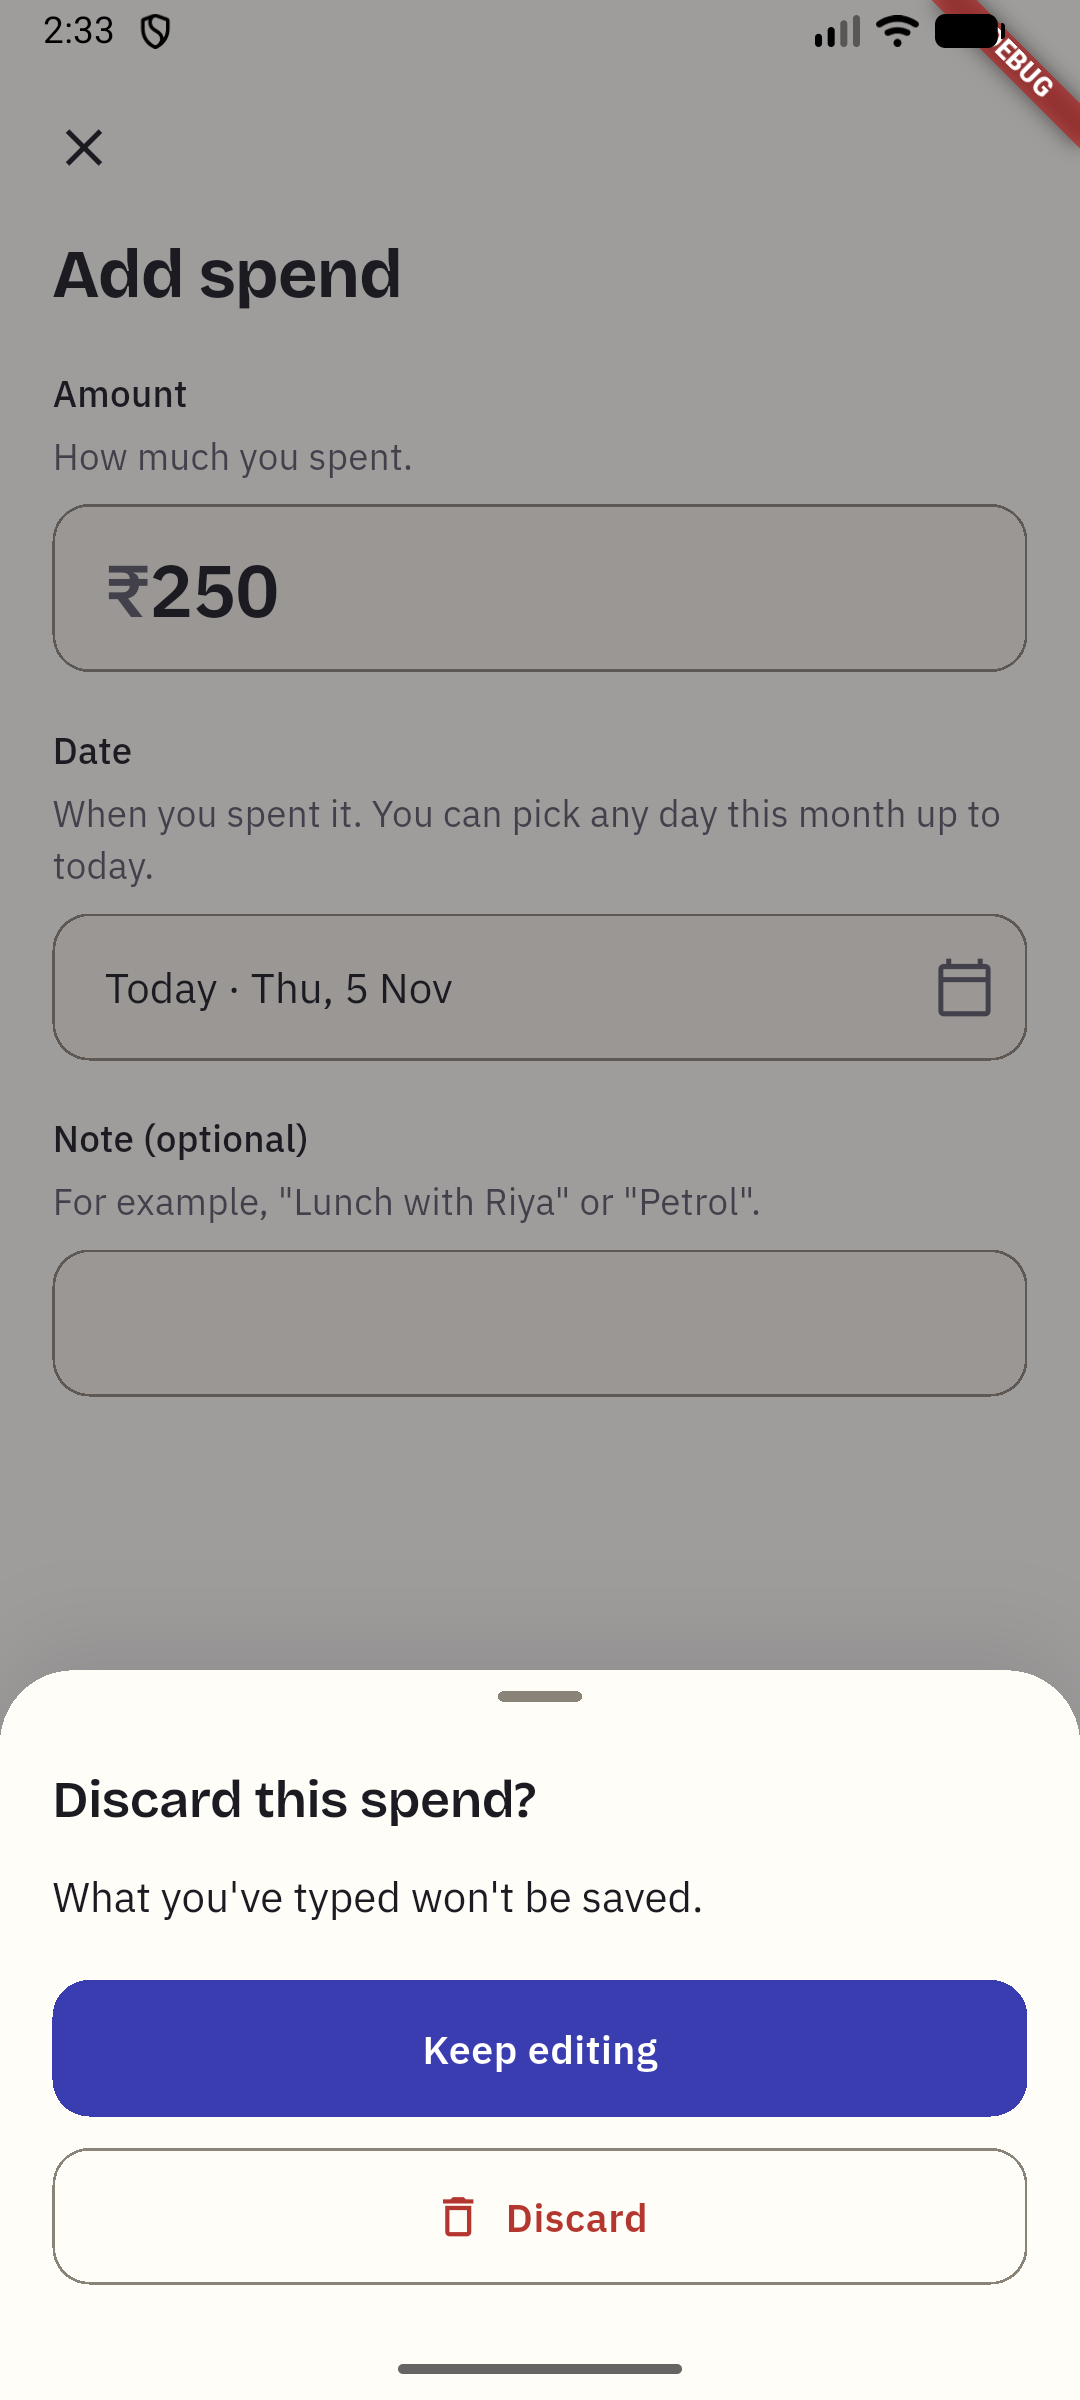 2:33
EBUG
Add spend
Amount
How much you spent.
₹250
Date
When you spent it. You can pick any day this month up to
today.
Today · Thu, 5 Nov
Note (optional)
For example, "Lunch with Riya" or "Petrol".
Discard this spend?
What you've typed won't be saved.
Keep editing
Discard